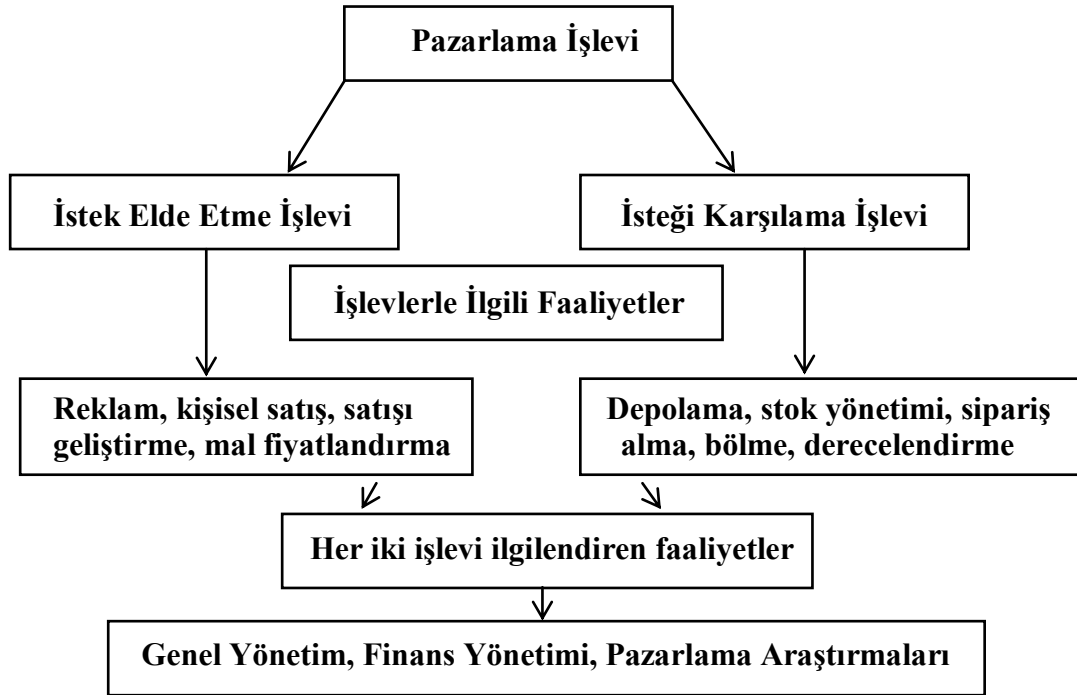 Pazarlama İşlevi
İstek Elde Etme İşlevi
İsteği Karşılama İşlevi
İşlevlerle İlgili Faaliyetler
Reklam, kişisel satış, satışı
geliştirme, mal fiyatlandırma
Depolama, stok yönetimi, sipariş
alma, bölme, derecelendirme
Her iki işlevi ilgilendiren faaliyetler
Genel Yönetim, Finans Yönetimi, Pazarlama Araştırmaları